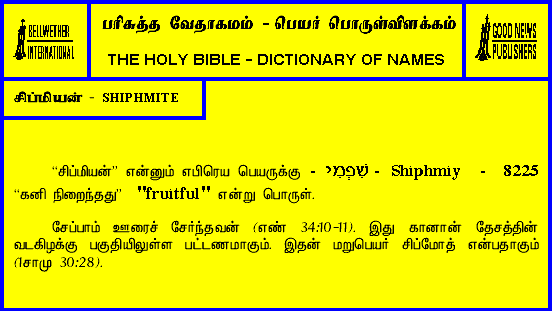 BELLWETHER
INTERNATIONAL
பரிசுத்த வேதாகமம் - பெயர் பொருள்விளக்கம்
THE HOLY BIBLE - DICTIONARY OF NAMES
GOOD NEWS
PUBLISHERS
சிப்மியன் - SHIPHMITE
“சிப்மியன்” என்னும் எபிரெய பெயருக்கு - שִׁפְמִי - Shiphmiy - 8225
“கனி நிறைந்தது” "fruitful" என்று பொருள்.
சேப்பாம் ஊரைச் சேர்ந்தவன் (எண் 34:10-11). இது கானான் தேசத்தின்
வடகிழக்கு பகுதியிலுள்ள பட்டணமாகும். இதன் மறுபெயர் சிப்மோத் என்பதாகும்
(1சாமு 30:28).